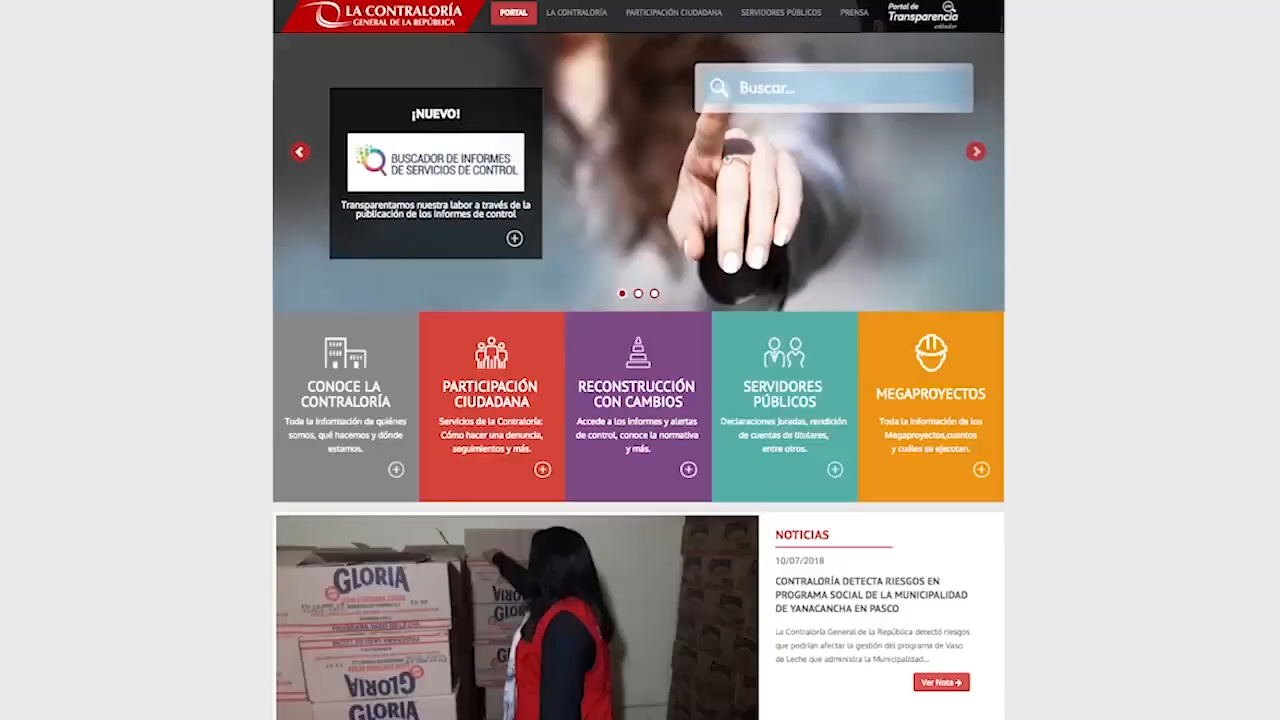 LA CONTRALORÍA
GENERAL DE LA REPÚBLICA
PORTAL
LA CONTRALORÍA
PARTICIPACIÓN CIUDADANA
SERVIDORES PÚBLICOS
PRENSA
Portal de
Transparencia
estándar
¡NUEVO!
BUSCADOR DE INFORMES
DE SERVICIOS DE CONTROL
Transparentamos nuestra labor a través de la
publicación de los informes de control
Buscar...
CONOCE LA
CONTRALORÍA
Toda la información de quiénes
somos, qué hacemos y dónde
estamos.
PARTICIPACIÓN
CIUDADANA
Servicios de la Contraloría:
Cómo hacer una denuncia,
seguimientos y más.
RECONSTRUCCIÓN
CON CAMBIOS
Accede a los informes y alertas
de control, conoce la normativa
y más.
SERVIDORES
PÚBLICOS
Declaraciones Juradas, rendición
de cuentas de titulares,
entre otros.
MEGAPROYECTOS
Toda la información de los
Megaproyectos,cuantos
y cuáles se ejecutan.
GLORIA
PROGRAMA VASO DE LECHE
GLORIA
GLORIA
NOTICIAS
10/07/2018
CONTRALORÍA DETECTA RIESGOS EN
PROGRAMA SOCIAL DE LA MUNICIPALIDAD
DE YANACANCHA EN PASCO
La Contraloría General de la República detectó riesgos
que podrían afectar la gestión del programa de Vaso
de Leche que administra la Municipalidad...
Ver Nota